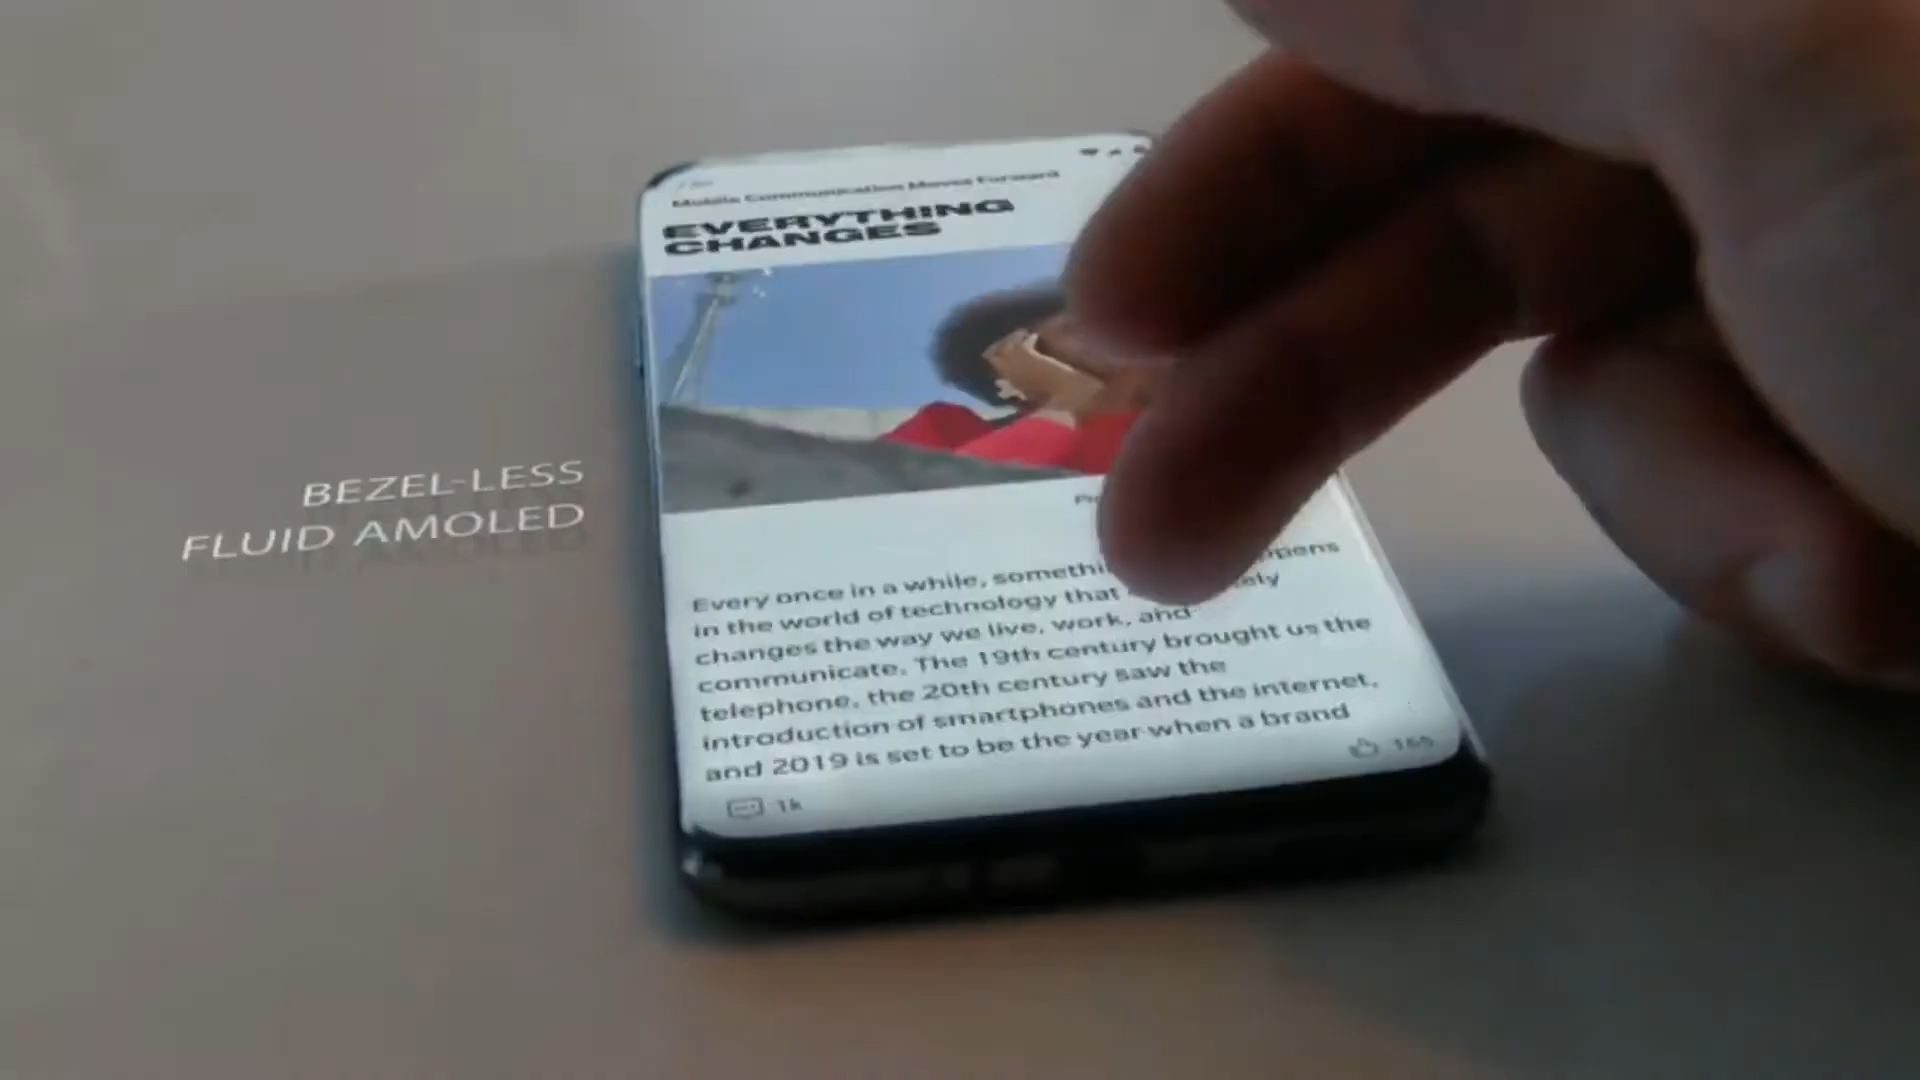 BEZEL-LESS
FLUID AMOLED
Mobile Communication Moves Forward
EVERYTHING
CHANGES
Every once in a while, somethi
in the world of technology that
changes the way we live, work, and
communicate. The 19th century brought us the
telephone, the 20th century saw the
introduction of smartphones and the internet,
and 2019 is set to be the year when a brand
1k